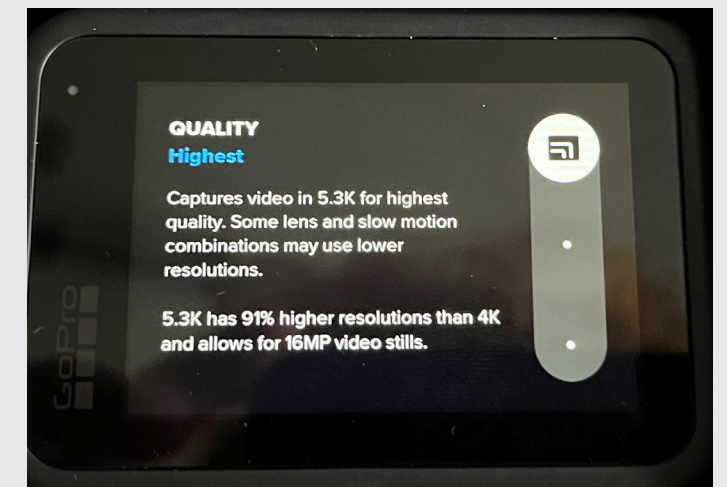 QUALITY
Highest
Captures video in 5.3K for highest
quality. Some lens and slow motion
combinations may use lower
resolutions.
5.3K has 91% higher resolutions than 4K
and allows for 16MP video stills.
GoPro